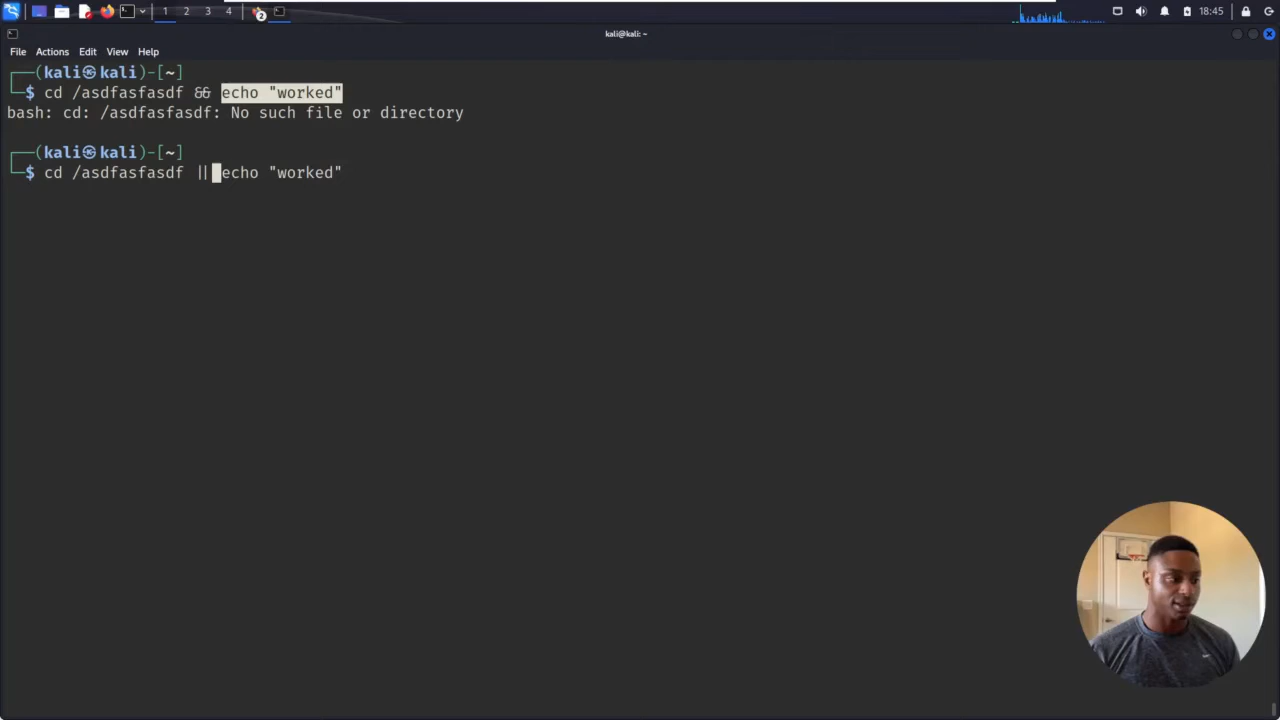 1 2 3 4 2 18:45
kali@kali: ~
File Actions Edit View Help
┌──(kali㉿kali)-[~]
└─$ cd /asdfasfasdf && echo "worked"
bash: cd: /asdfasfasdf: No such file or directory
┌──(kali㉿kali)-[~]
└─$ cd /asdfasfasdf || echo "worked"